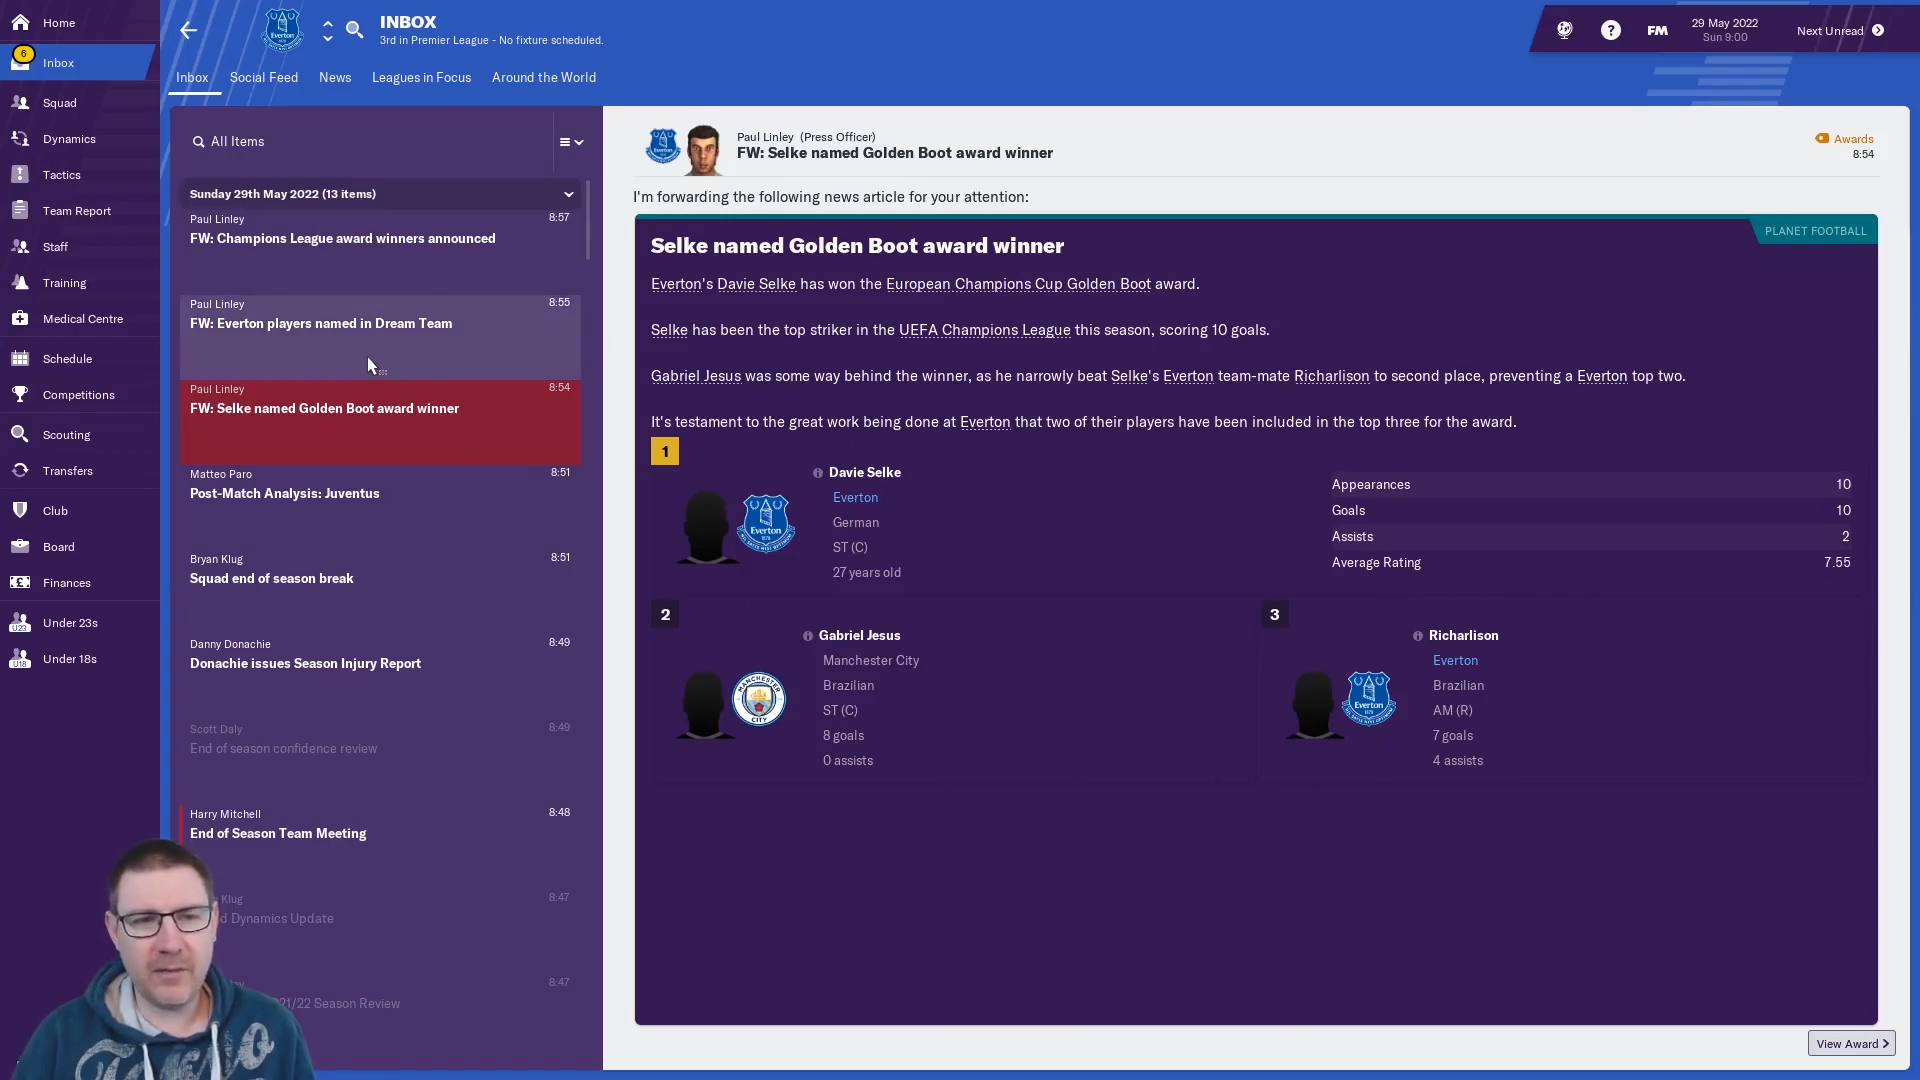 Home
6
Inbox
Squad
Dynamics
Tactics
Team Report
Staff
Training
Medical Centre
Schedule
Competitions
Scouting
Transfers
Club
Board
Finances
U23
Under 23s
U18
Under 18s
Everton
INBOX
3rd in Premier League - No fixture scheduled.
?
FM
29 May 2022
Sun 9:00
Next Unread
Inbox
Social Feed
News
Leagues in Focus
Around the World
All Items
Sunday 29th May 2022 (13 items)
Paul Linley
8:57
FW: Champions League award winners announced
Paul Linley
8:55
FW: Everton players named in Dream Team
Paul Linley
8:54
FW: Selke named Golden Boot award winner
Matteo Paro
8:51
Post-Match Analysis: Juventus
Bryan Klug
8:51
Squad end of season break
Danny Donachie
8:49
Donachie issues Season Injury Report
Scott Daly
8:49
End of season confidence review
Harry Mitchell
8:48
End of Season Team Meeting
Klug
8:47
Dynamics Update
8:47
Season Review
Everton
Paul Linley (Press Officer)
FW: Selke named Golden Boot award winner
Awards
8:54
I'm forwarding the following news article for your attention:
PLANET FOOTBALL
Selke named Golden Boot award winner
Everton's Davie Selke has won the European Champions Cup Golden Boot award.
Selke has been the top striker in the UEFA Champions League this season, scoring 10 goals.
Gabriel Jesus was some way behind the winner, as he narrowly beat Selke's Everton team-mate Richarlison to second place, preventing a Everton top two.
It's testament to the great work being done at Everton that two of their players have been included in the top three for the award.
1
Davie Selke
Everton
Everton
German
ST (C)
27 years old
Appearances 10
Goals 10
Assists 2
Average Rating 7.55
2
Gabriel Jesus
MANCHESTER
CITY
Manchester City
Brazilian
ST (C)
8 goals
0 assists
3
Richarlison
Everton
Everton
Brazilian
AM (R)
7 goals
4 assists
View Award